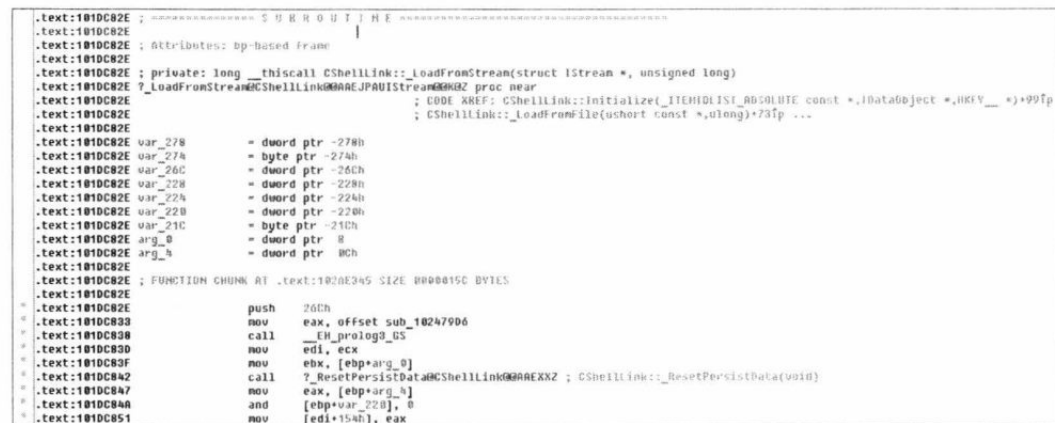 .text:101DC82E ; =============== S U B R O U T I N E =======================================
.text:101DC82E
.text:101DC82E ; Attributes: bp-based frame
.text:101DC82E
.text:101DC82E ; private: long __thiscall CShellLink::_LoadFromStream(struct IStream *, unsigned long)
.text:101DC82E ?_LoadFromStream@CShellLink@@AAEJPAUIStream@@K@Z proc near
; CODE XREF: CShellLink::Initialize(_ITEMIDLIST_ABSOLUTE const *,IDataObject *,HKEY__ *)+99↑p
.text:101DC82E ; CShellLink::_LoadFromFile(ushort const *,ulong)+73↑p ...
.text:101DC82E
.text:101DC82E var_278 = dword ptr -278h
.text:101DC82E var_274 = byte ptr -274h
.text:101DC82E var_26C = dword ptr -26Ch
.text:101DC82E var_228 = dword ptr -228h
.text:101DC82E var_224 = dword ptr -224h
.text:101DC82E var_220 = dword ptr -220h
.text:101DC82E var_21C = byte ptr -21Ch
.text:101DC82E arg_0 = dword ptr 8
.text:101DC82E arg_4 = dword ptr 0Ch
.text:101DC82E
.text:101DC82E ; FUNCTION CHUNK AT .text:102AE345 SIZE 0000015C BYTES
.text:101DC82E
.text:101DC82E push 26Ch
.text:101DC833 mov eax, offset sub_102479D6
.text:101DC838 call __EH_prolog3_GS
.text:101DC83D mov edi, ecx
.text:101DC83F mov ebx, [ebp+arg_0]
.text:101DC842 call ?_ResetPersistData@CShellLink@@AAEXXZ ; CShellLink::_ResetPersistData(void)
.text:101DC847 mov eax, [ebp+arg_4]
.text:101DC84A and [ebp+var_228], 0
.text:101DC851 mov [edi+154h], eax